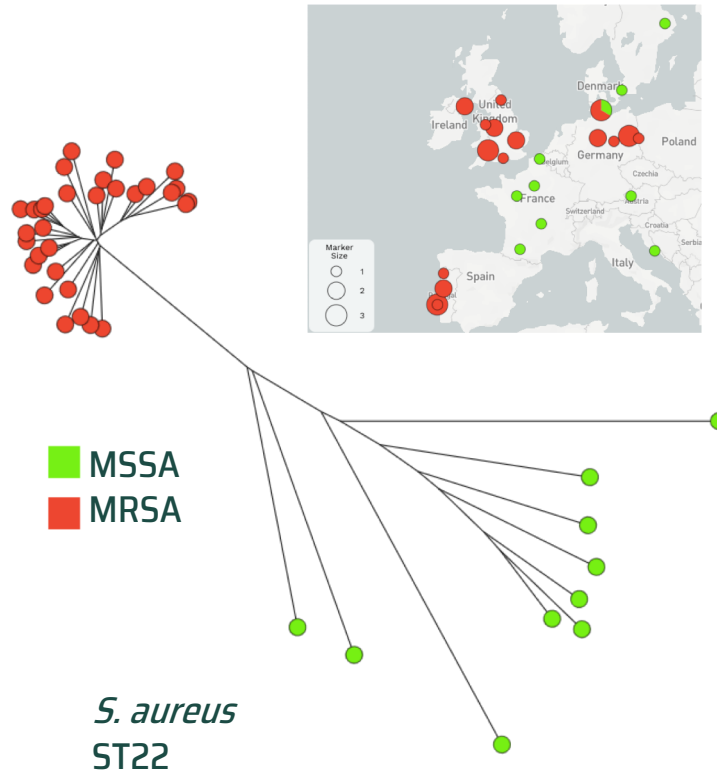 Denmark
United
Kingdom
Ireland
Poland
Belgium
Germany
Czechia
France
Austria
Switzerland
Croatia
Serbia
Italy
Spain
Marker
Size
1
2
3
MSSA
MRSA
S. aureus
ST22